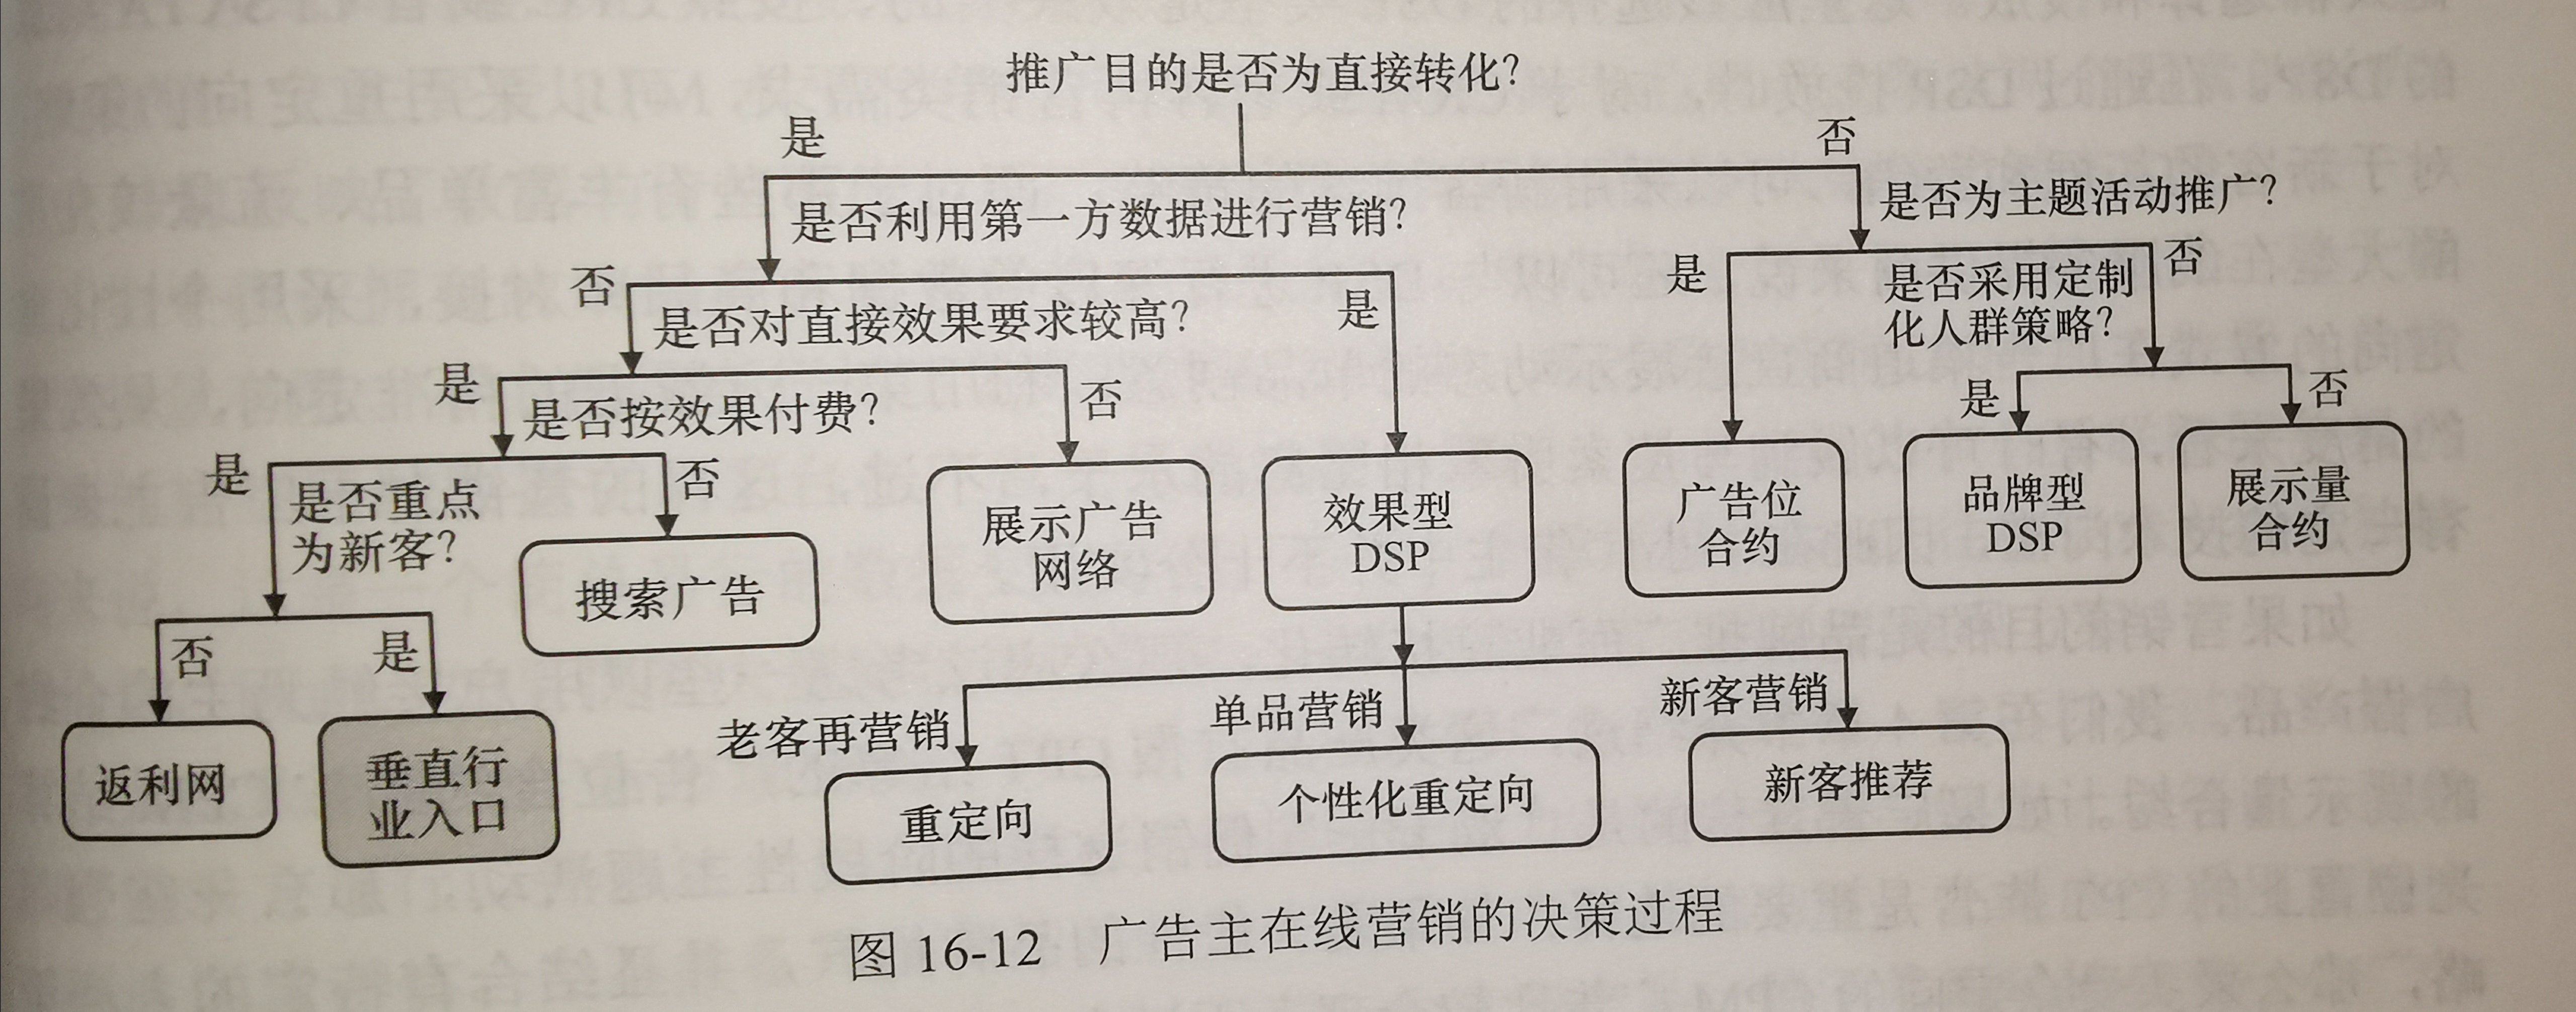 推广目的是否为直接转化？
是
否
是否利用第一方数据进行营销？
是否为主题活动推广？
否
是
是
否
是否对直接效果要求较高？
是否采用定制
化人群策略？
是
否
是
否
是否按效果付费？
是
否
是否重点
为新客？
搜索广告
展示广告
网络
效果型
DSP
广告位
合约
品牌型
DSP
展示量
合约
否
是
老客再营销
单品营销
新客营销
返利网
垂直行
业入口
重定向
个性化重定向
新客推荐
图 16-12 广告主在线营销的决策过程